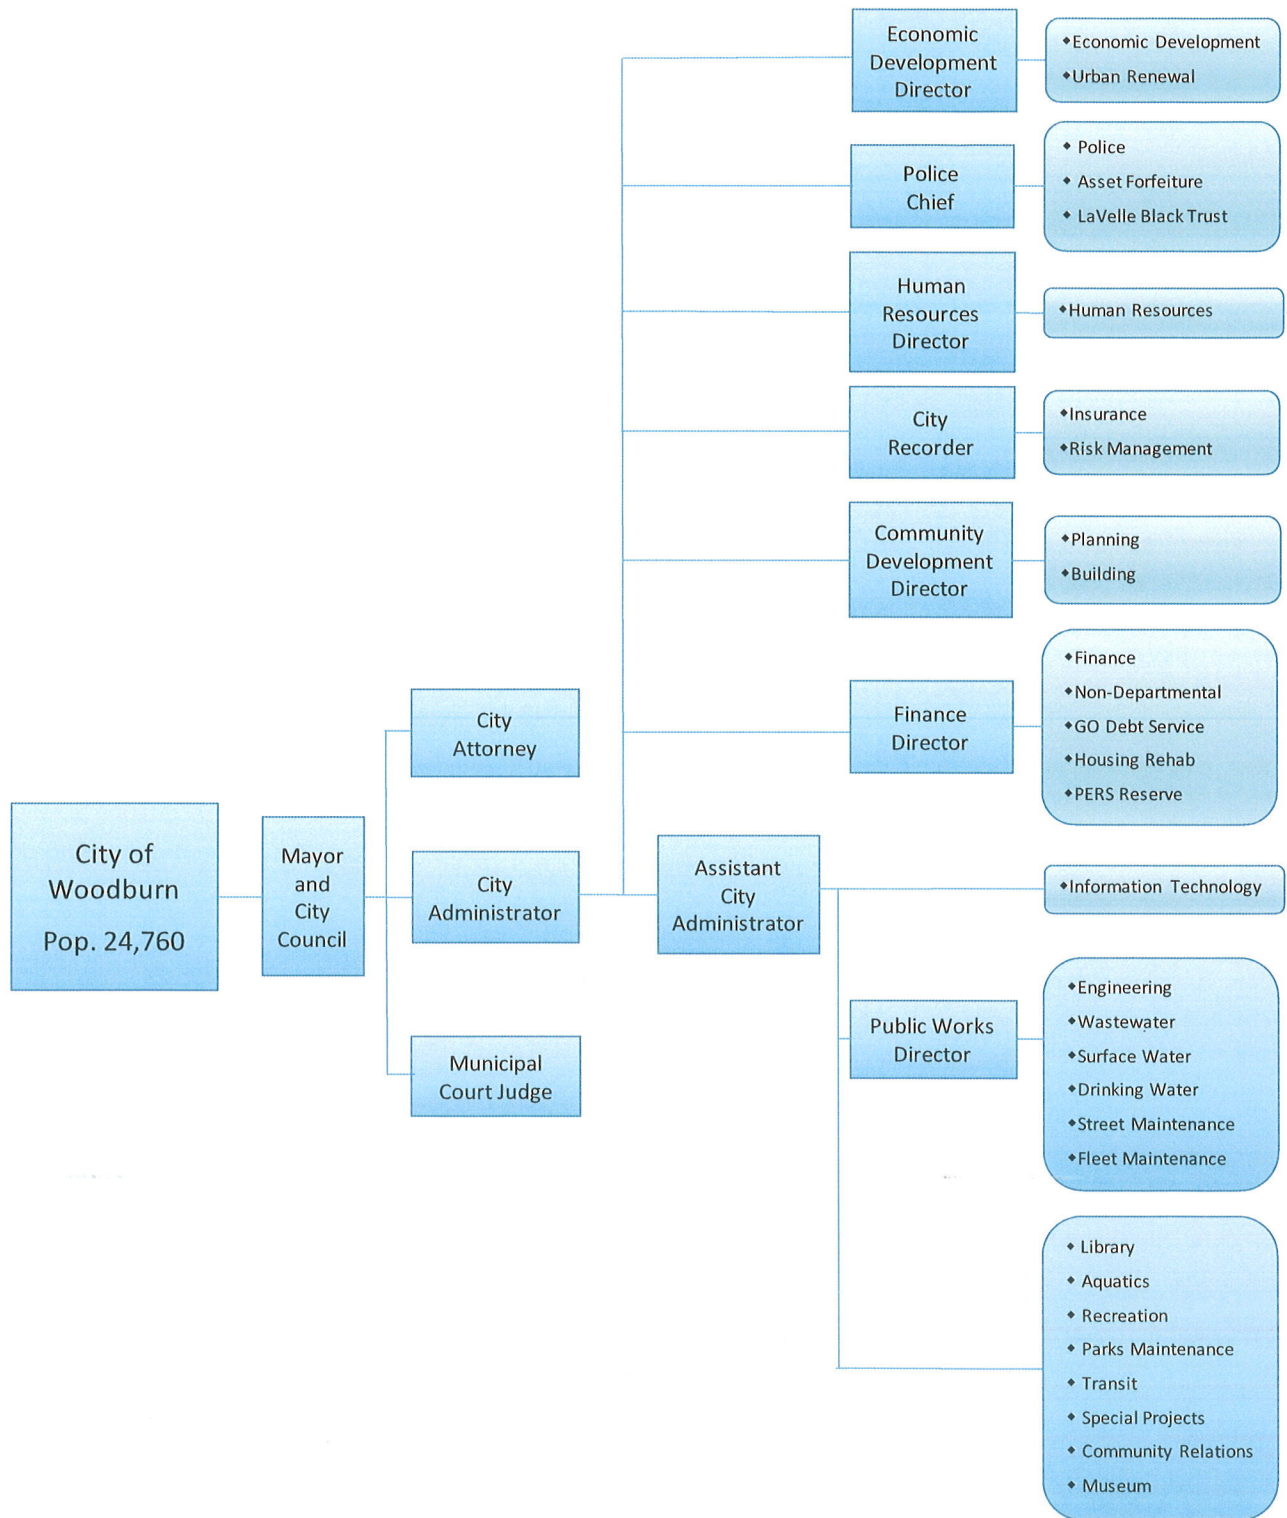 City of
Woodburn
Pop. 24,760
Mayor
and
City
Council
City
Attorney
City
Administrator
Municipal
Court Judge
Assistant
City
Administrator
Economic
Development
Director
◆Economic Development
◆Urban Renewal
Police
Chief
◆ Police
◆ Asset Forfeiture
◆ LaVelle Black Trust
Human
Resources
Director
◆Human Resources
City
Recorder
◆Insurance
◆Risk Management
Community
Development
Director
◆Planning
◆Building
Finance
Director
◆Finance
◆Non-Departmental
◆GO Debt Service
◆Housing Rehab
◆PERS Reserve
◆Information Technology
Public Works
Director
◆Engineering
◆Wastewater
◆Surface Water
◆Drinking Water
◆Street Maintenance
◆Fleet Maintenance
◆ Library
◆ Aquatics
◆ Recreation
◆ Parks Maintenance
◆ Transit
◆ Special Projects
◆ Community Relations
◆ Museum